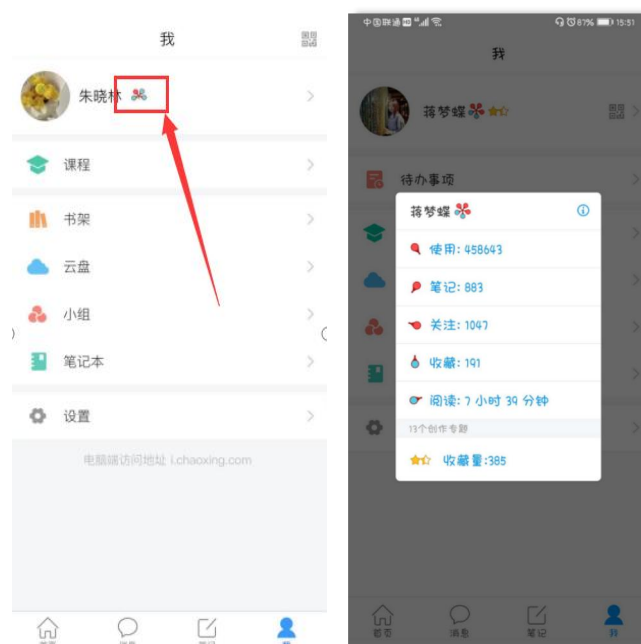 我
朱晓林
课程
书架
云盘
小组
笔记本
设置
电脑端访问地址 i.chaoxing.com
中国联通 HD 87% 15:51
我
蒋梦蝶
待办事项
蒋梦蝶
使用: 458643
笔记: 883
关注: 1047
收藏: 191
阅读: 7 小时 39 分钟
13个创作专题
收藏量:385
首页
消息
笔记
我